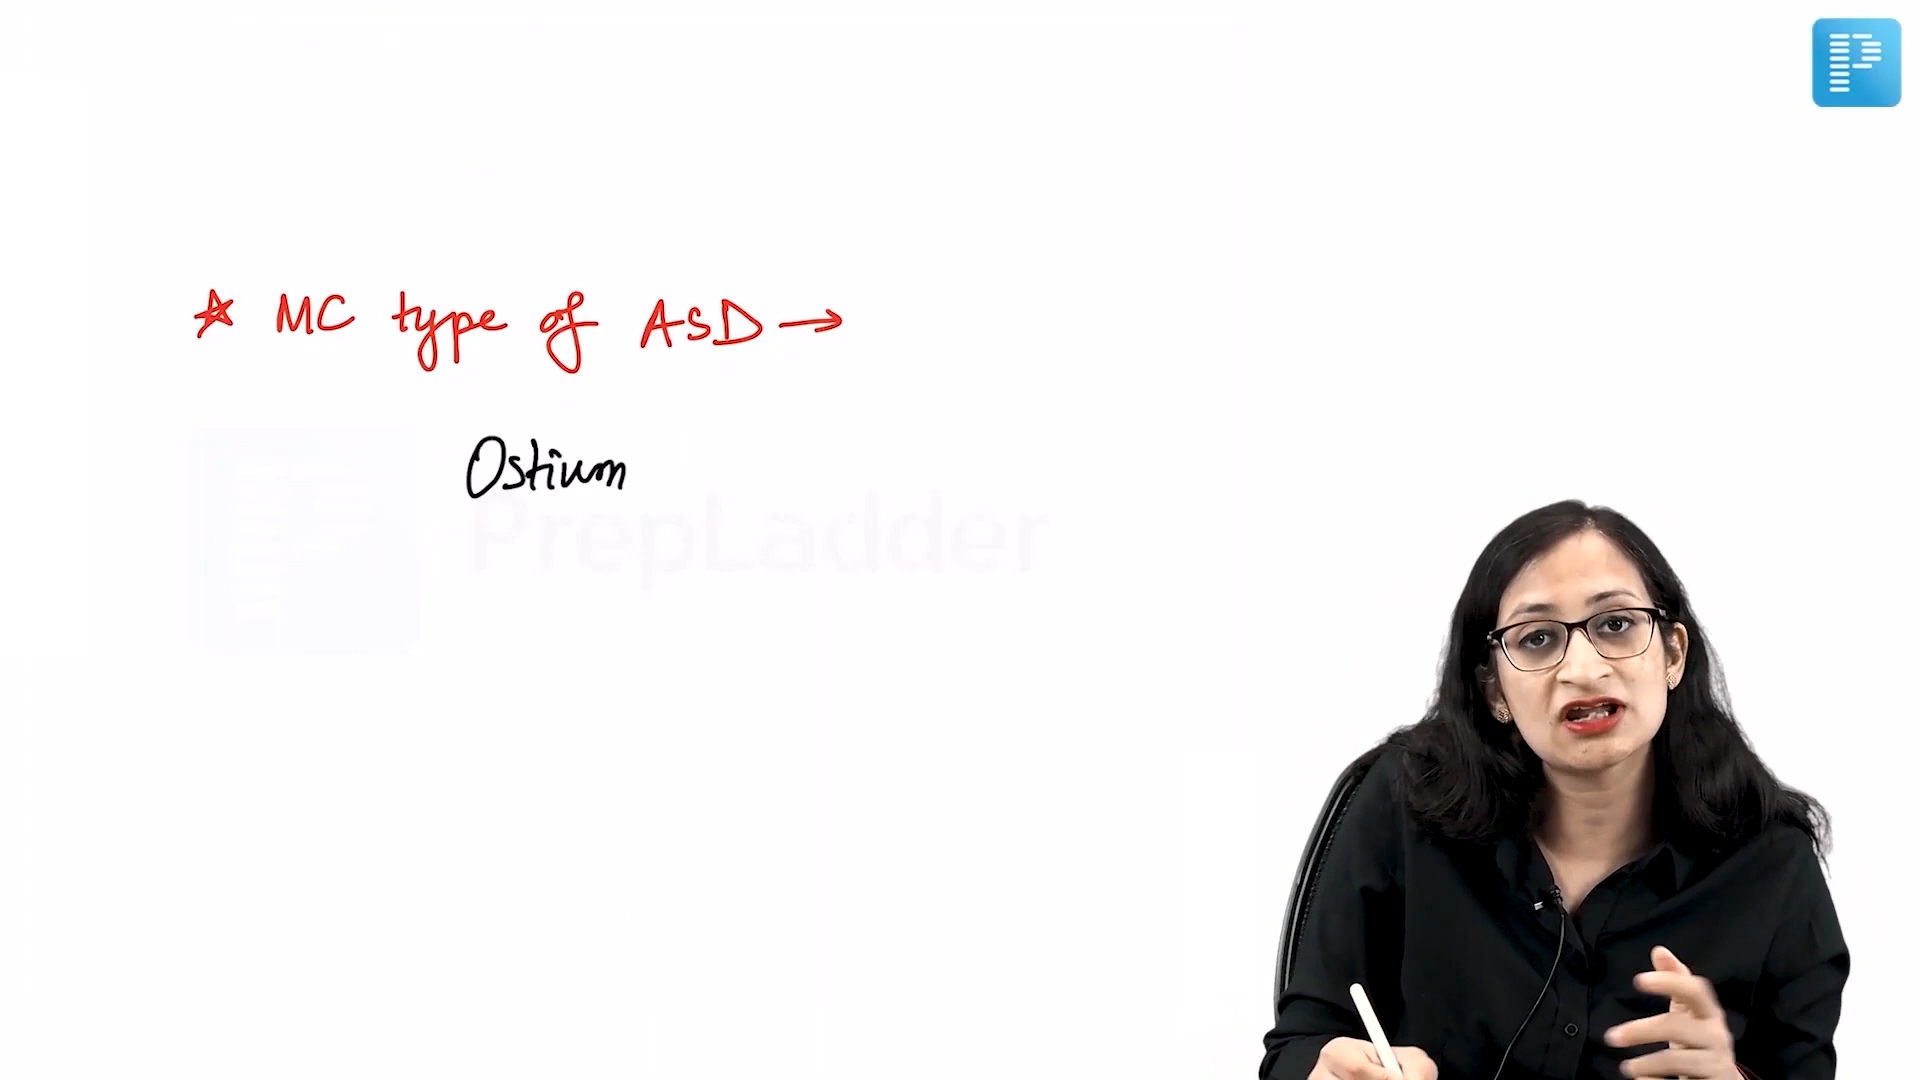 ☆ MC type of ASD →
Ostium
PrepLadder